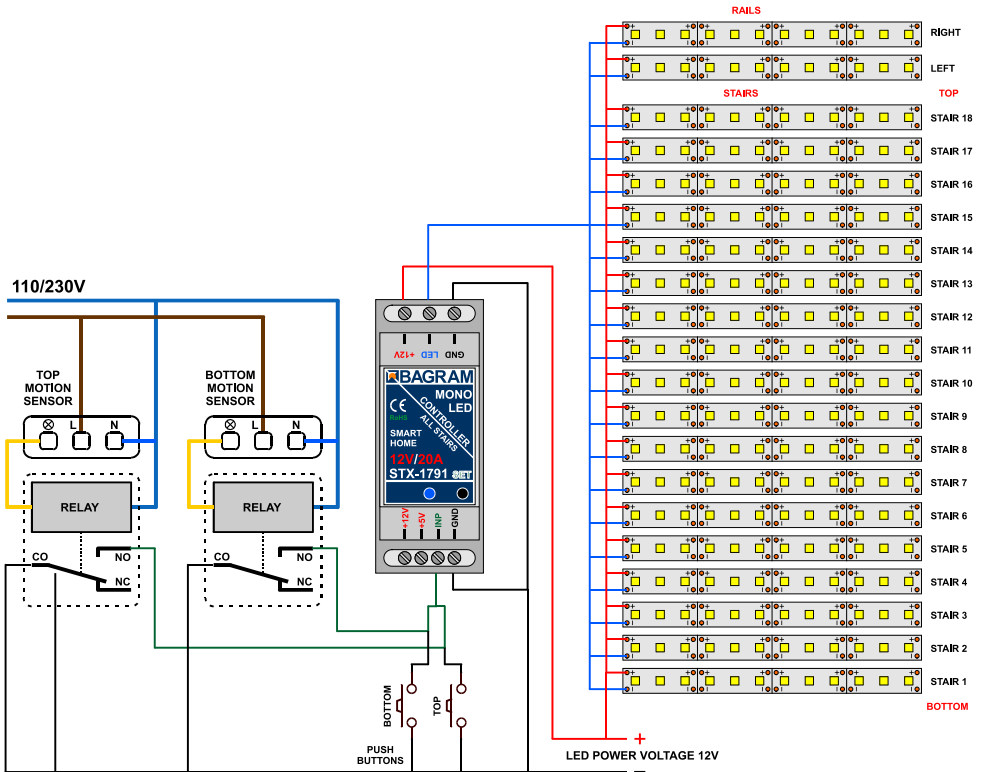 RAILS
RIGHT
LEFT
STAIRS
TOP
STAIR 18
STAIR 17
STAIR 16
STAIR 15
STAIR 14
STAIR 13
STAIR 12
STAIR 11
STAIR 10
STAIR 9
STAIR 8
STAIR 7
STAIR 6
STAIR 5
STAIR 4
STAIR 3
STAIR 2
STAIR 1
BOTTOM
110/230V
TOP
MOTION
SENSOR
L
N
RELAY
CO
NO
NC
BOTTOM
MOTION
SENSOR
L
N
RELAY
CO
NO
NC
+12V
LED
GND
BAGRAM
MONO
LED
CE
RoHS
CONTROLLER
ALL STAIRS
SMART
HOME
12V/20A
STX-1791 SET
+12V
+5V
INP
GND
BOTTOM
TOP
PUSH
BUTTONS
+
LED POWER VOLTAGE 12V
–